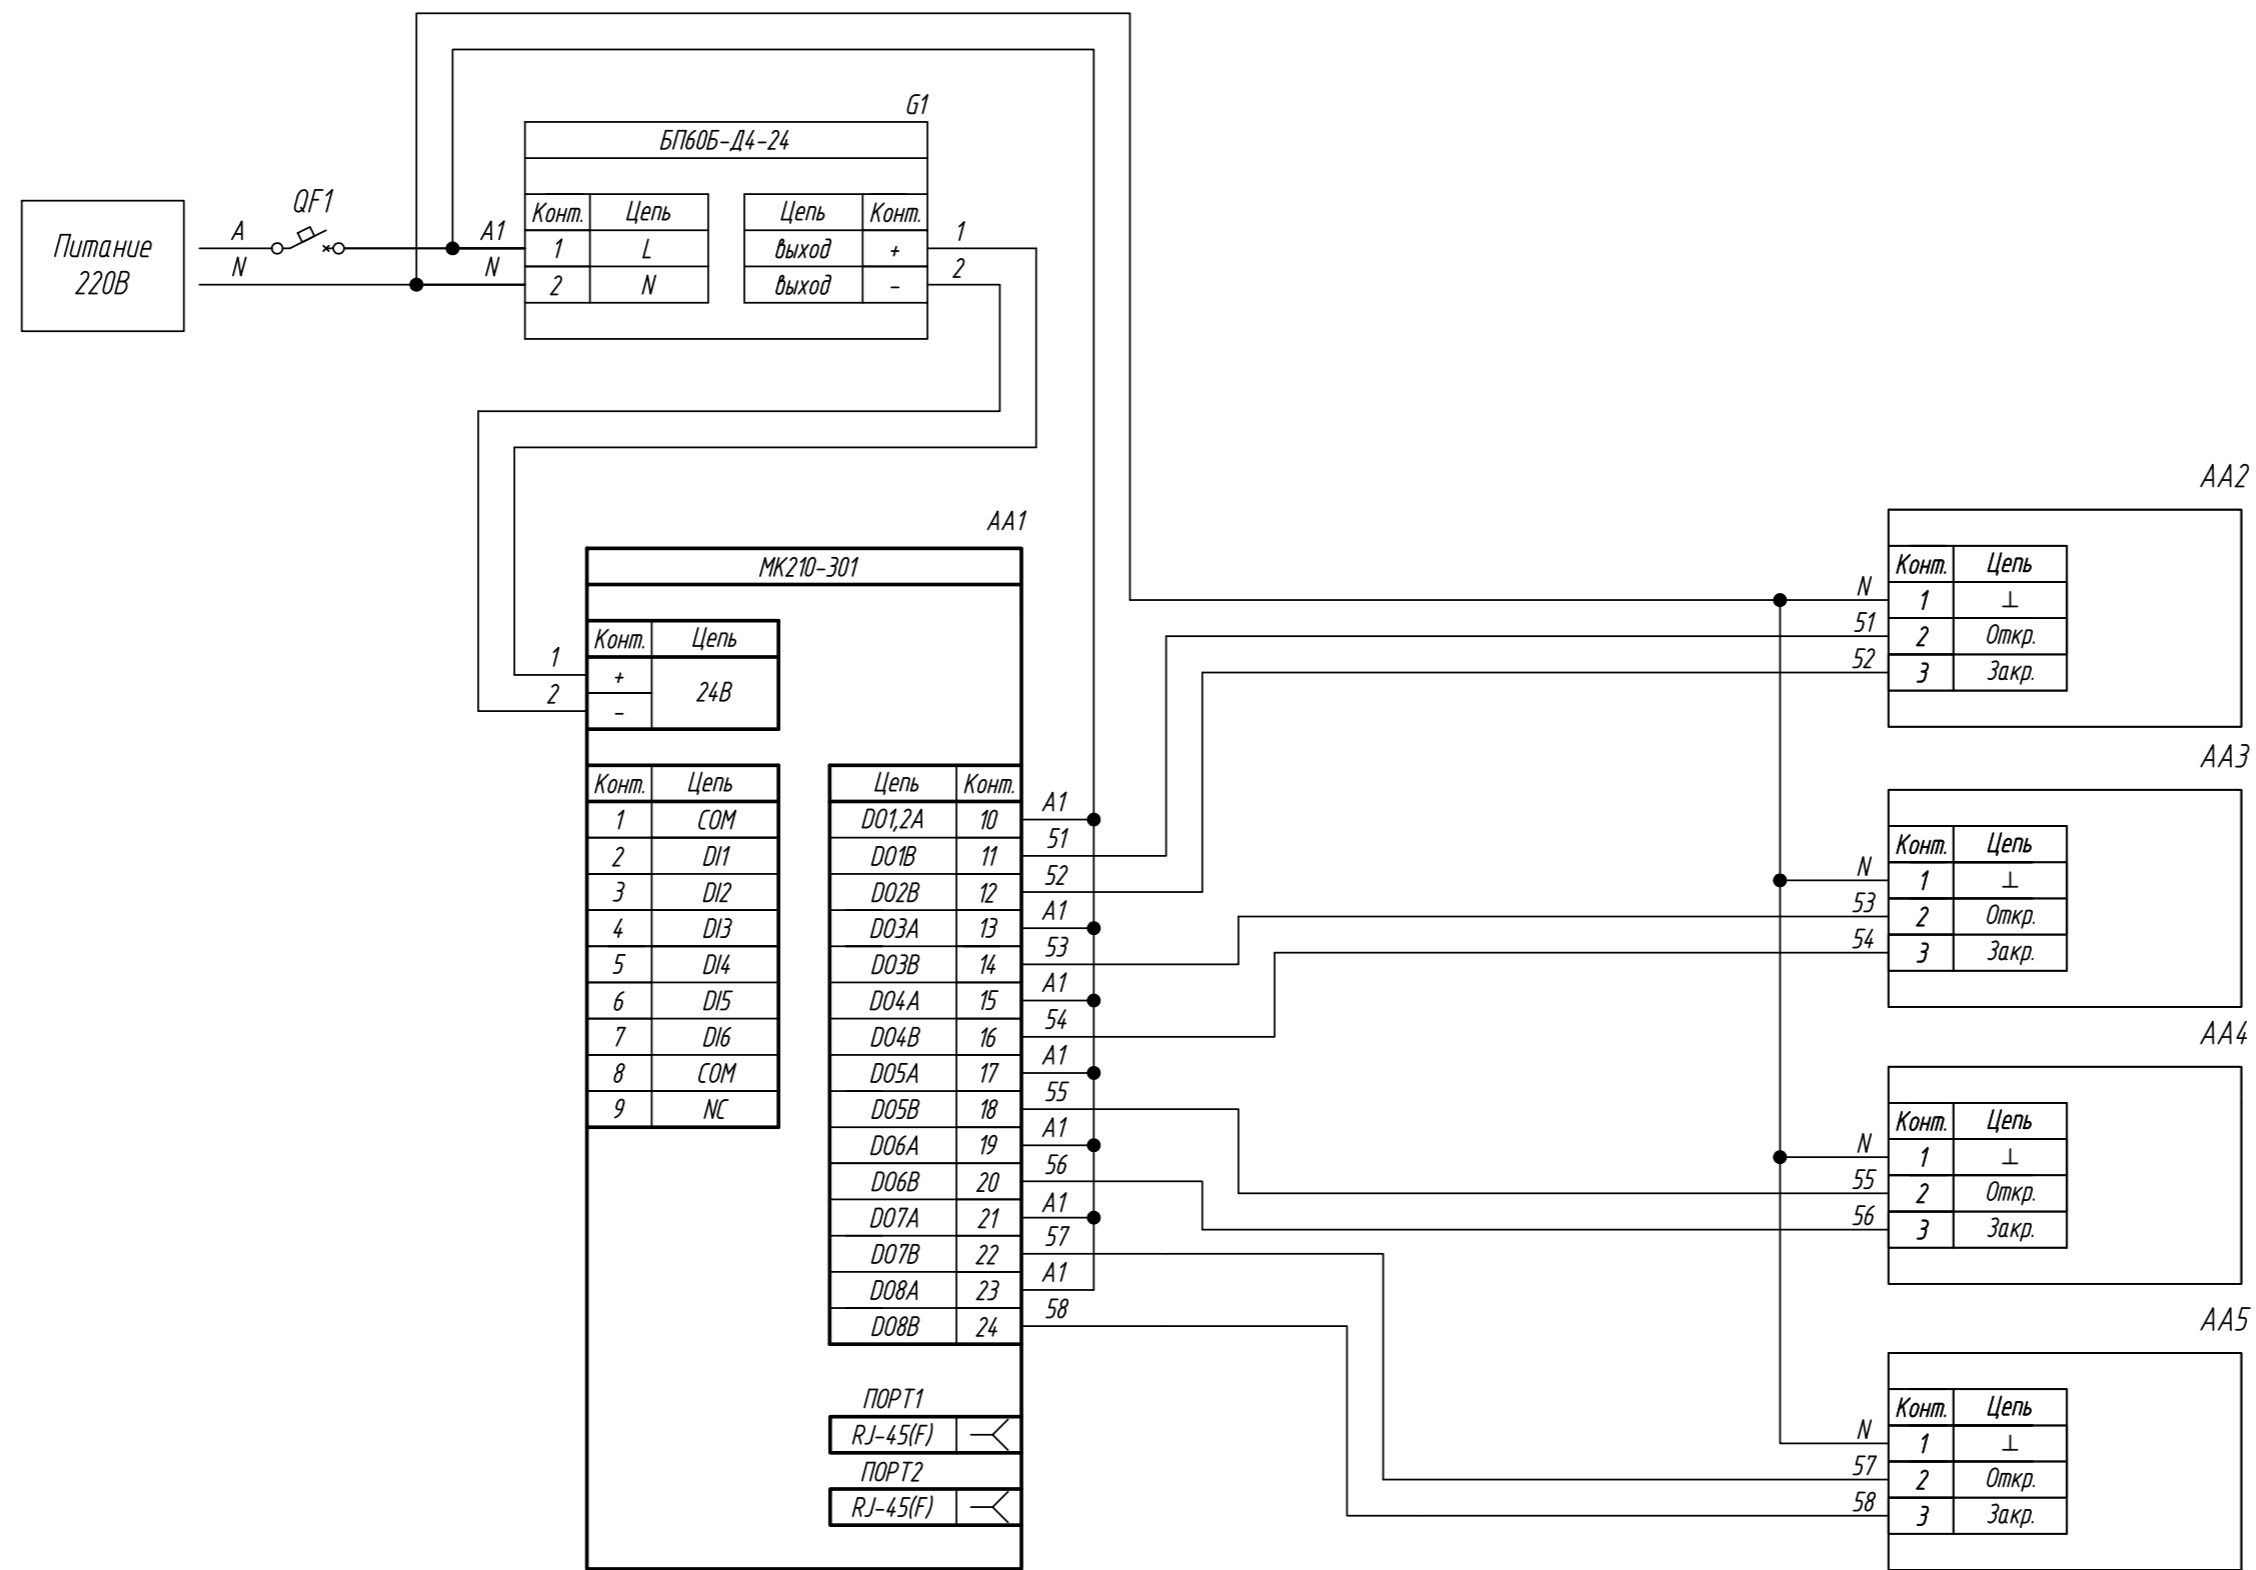 G1
БП60Б-Д4-24
QF1
Питание
220В
A
N
A1
N
Конт. Цепь
1 L
2 N
Цепь Конт.
выход +
выход -
1
2
AA1
МК210-301
Конт. Цепь
1
2
+
-
24В
Конт. Цепь
1 COM
2 DI1
3 DI2
4 DI3
5 DI4
6 DI5
7 DI6
8 COM
9 NC
Цепь Конт.
DO1,2A 10 A1
DO1B 11 51
DO2B 12 52
DO3A 13 A1
DO3B 14 53
DO4A 15 A1
DO4B 16 54
DO5A 17 A1
DO5B 18 55
DO6A 19 A1
DO6B 20 56
DO7A 21 A1
DO7B 22 57
DO8A 23 A1
DO8B 24 58
ПОРТ1
RJ-45(F)
ПОРТ2
RJ-45(F)
AA2
Конт. Цепь
N 1 ⊥
51 2 Откр.
52 3 Закр.
AA3
Конт. Цепь
N 1 ⊥
53 2 Откр.
54 3 Закр.
AA4
Конт. Цепь
N 1 ⊥
55 2 Откр.
56 3 Закр.
AA5
Конт. Цепь
N 1 ⊥
57 2 Откр.
58 3 Закр.